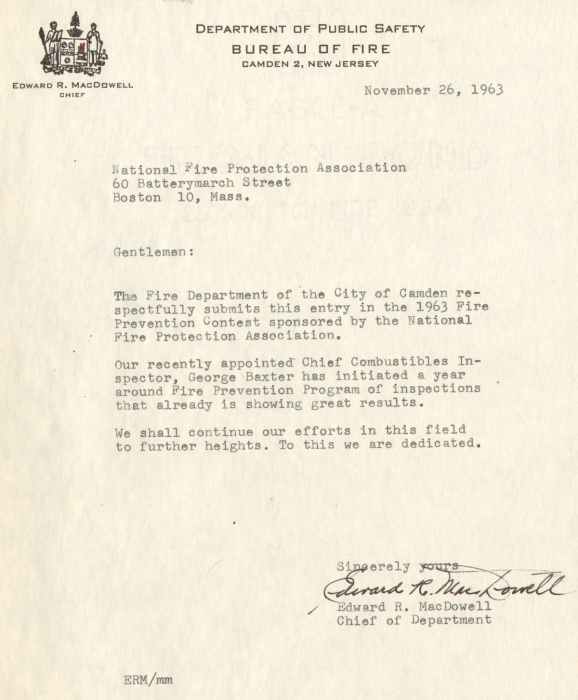 DEPARTMENT OF PUBLIC SAFETY
BUREAU OF FIRE
CAMDEN 2, NEW JERSEY
EDWARD R. MACDOWELL
CHIEF
November 26, 1963
National Fire Protection Association
60 Batterymarch Street
Boston 10, Mass.
Gentlemen:
The Fire Department of the City of Camden re-
spectfully submits this entry in the 1963 Fire
Prevention Contest sponsored by the National
Fire Protection Association.
Our recently appointed Chief Combustibles In-
spector, George Baxter has initiated a year
around Fire Prevention Program of inspections
that already is showing great results.
We shall continue our efforts in this field
to further heights. To this we are dedicated.
Sincerely yours
Edward R. MacDowell
Edward R. MacDowell
Chief of Department
ERM/mm